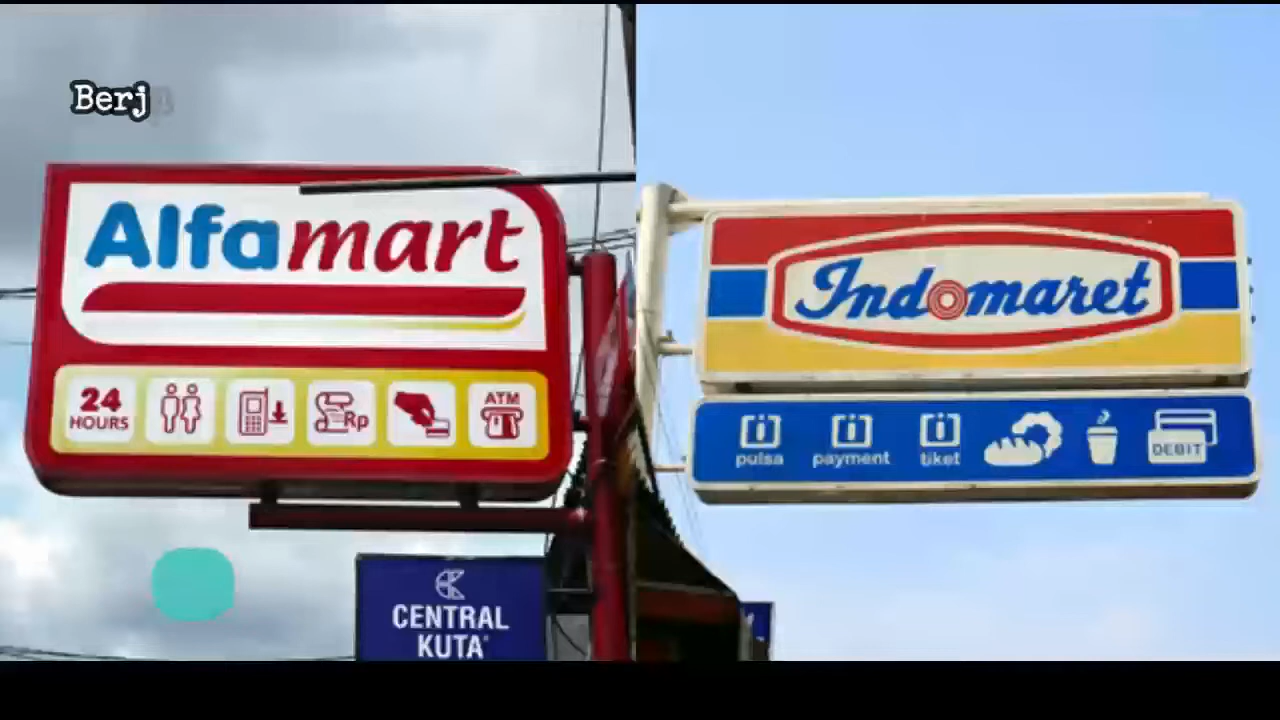 Berj
Alfamart
24
HOURS
Rp
ATM
CENTRAL
KUTA
Indomaret
pulsa
payment
tiket
DEBIT